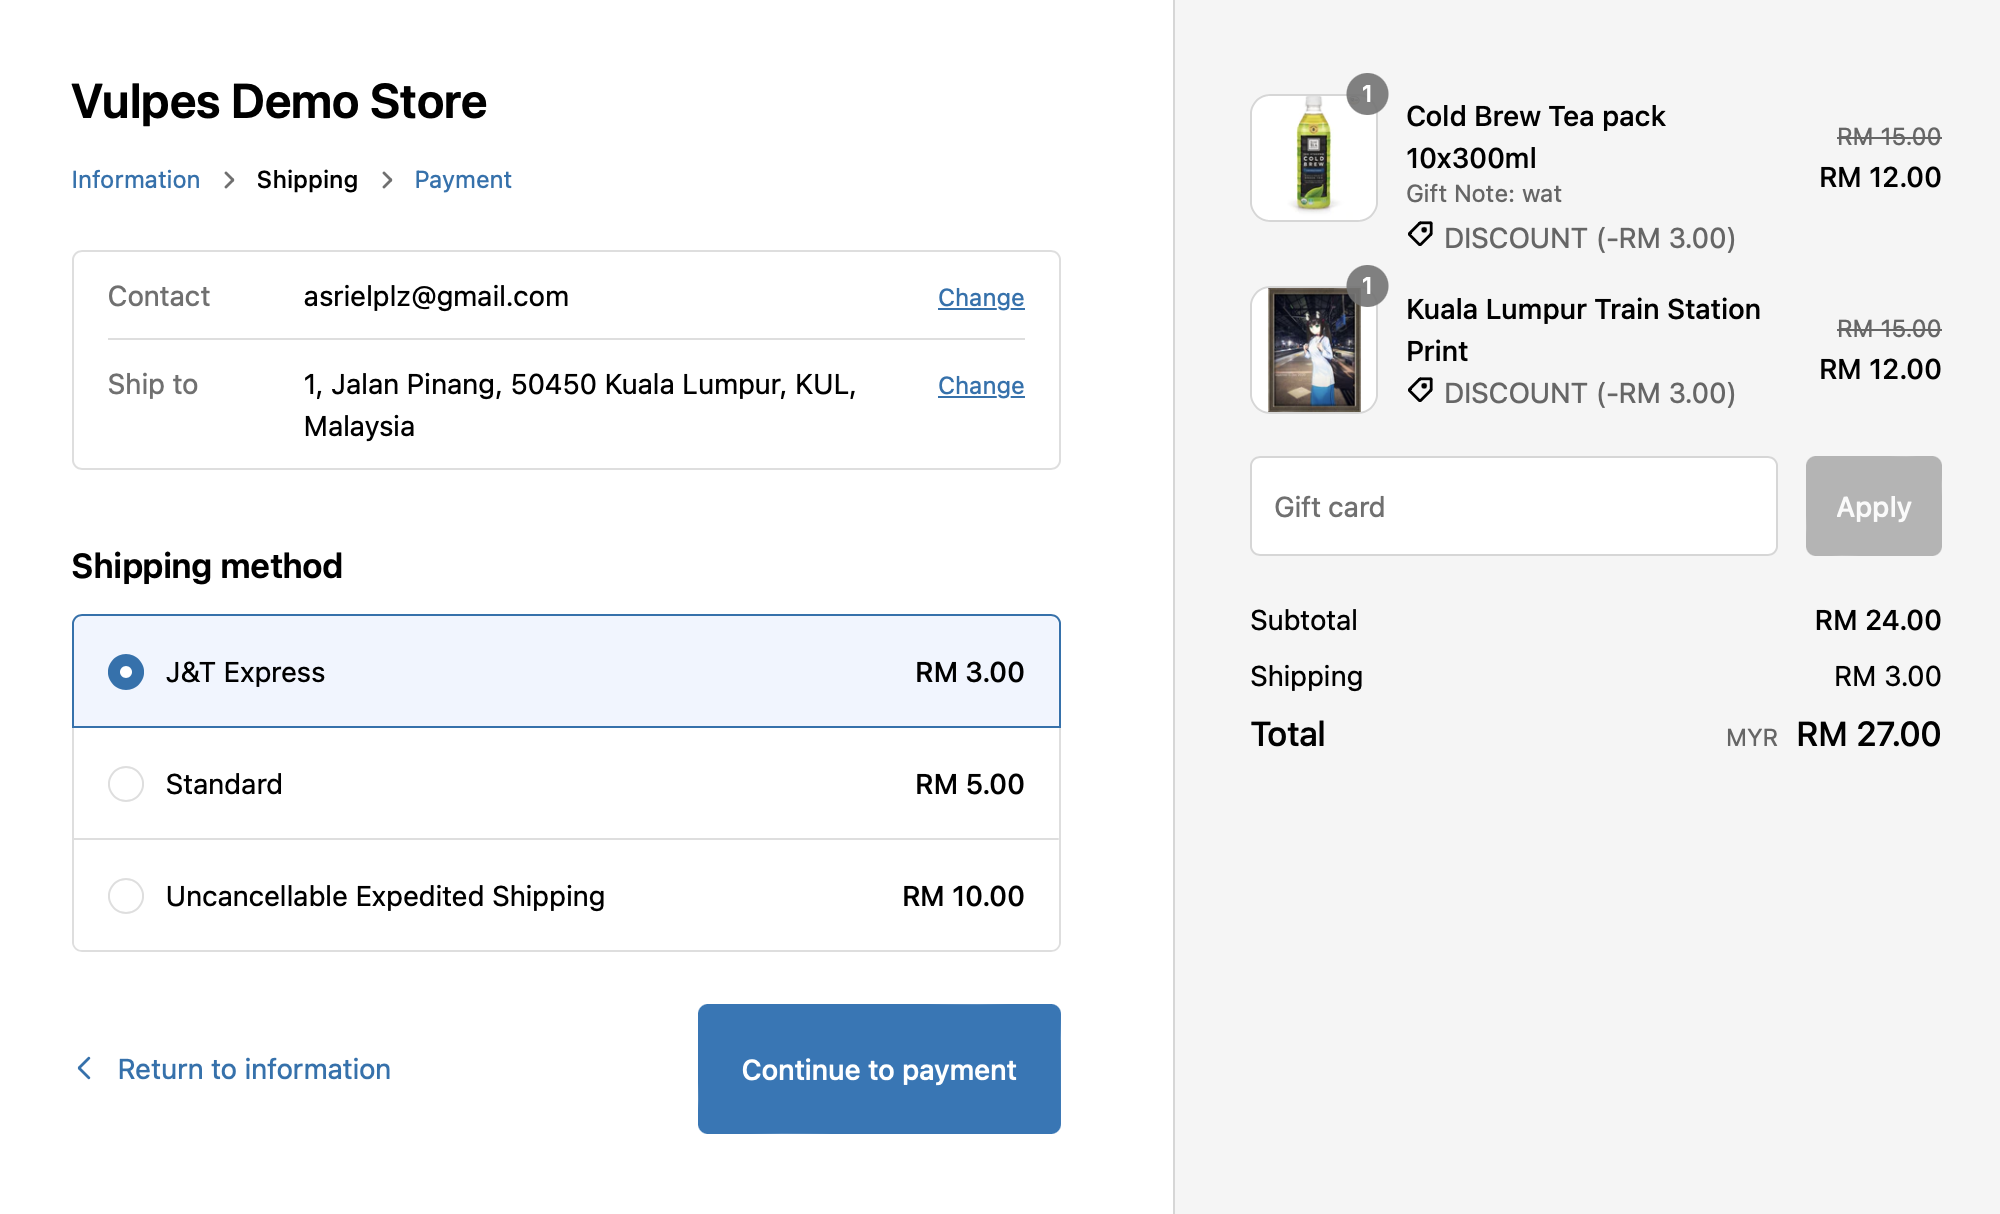 Vulpes Demo Store
Information > Shipping > Payment
Contact asrielplz@gmail.com Change
Ship to 1, Jalan Pinang, 50450 Kuala Lumpur, KUL, Change
Malaysia
Shipping method
J&T Express RM 3.00
Standard RM 5.00
Uncancellable Expedited Shipping RM 10.00
Return to information
Continue to payment
1
COLD
BREW
Cold Brew Tea pack
10x300ml
RM 15.00
RM 12.00
Gift Note: wat
DISCOUNT (-RM 3.00)
1
Kuala Lumpur Train Station
Print
RM 15.00
RM 12.00
DISCOUNT (-RM 3.00)
Gift card
Apply
Subtotal RM 24.00
Shipping RM 3.00
Total MYR RM 27.00